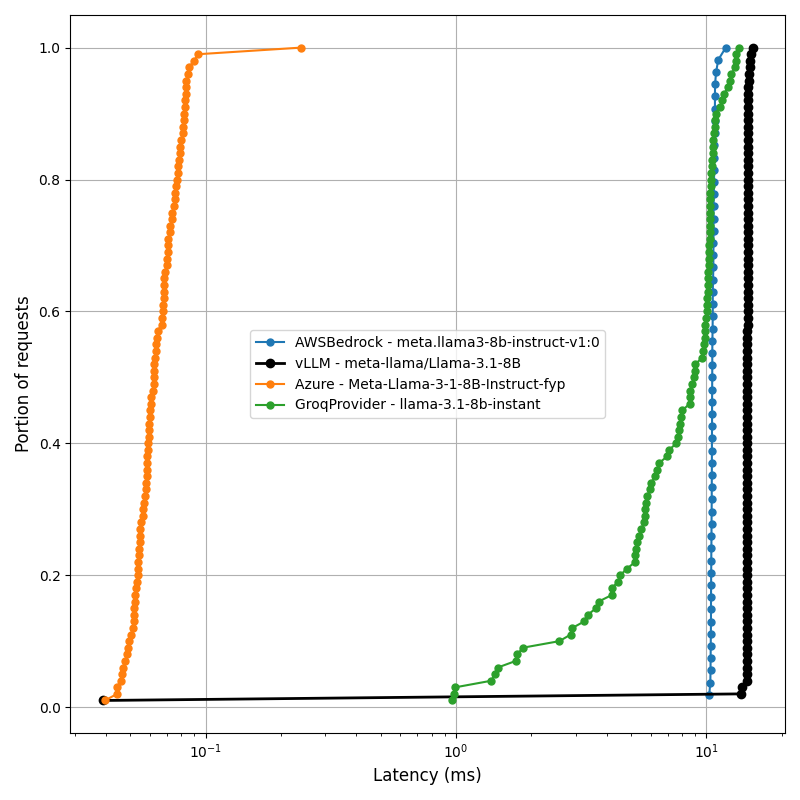 1.0
0.8
0.6
0.4
0.2
0.0
Portion of requests
AWSBedrock - meta.llama3-8b-instruct-v1:0
vLLM - meta-llama/Llama-3.1-8B
Azure - Meta-Llama-3-1-8B-Instruct-fyp
GroqProvider - llama-3.1-8b-instant
10⁻¹ 10⁰ 10¹
Latency (ms)